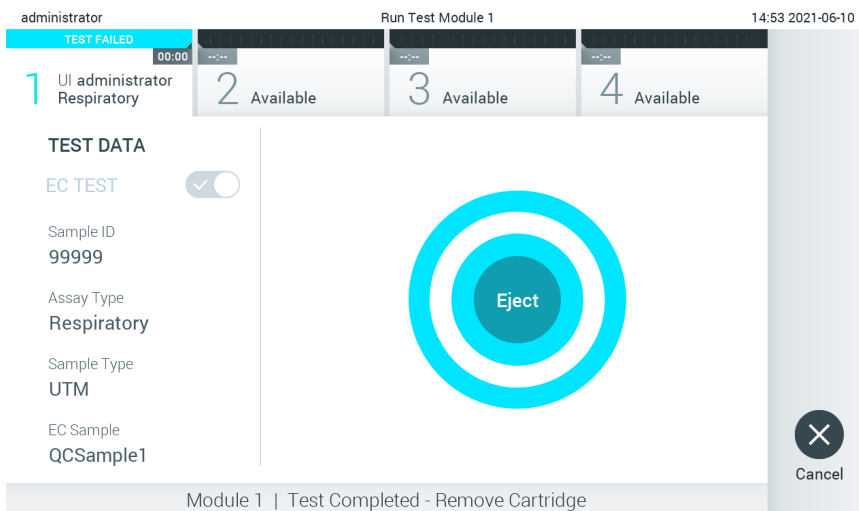 administrator
Run Test Module 1
14:53 2021-06-10
TEST FAILED
00:00
--:--
--:--
--:--
1 UI administrator
Respiratory
2 Available
3 Available
4 Available
TEST DATA
EC TEST
Sample ID
99999
Assay Type
Respiratory
Sample Type
UTM
EC Sample
QCSample1
Eject
Cancel
Module 1 | Test Completed - Remove Cartridge